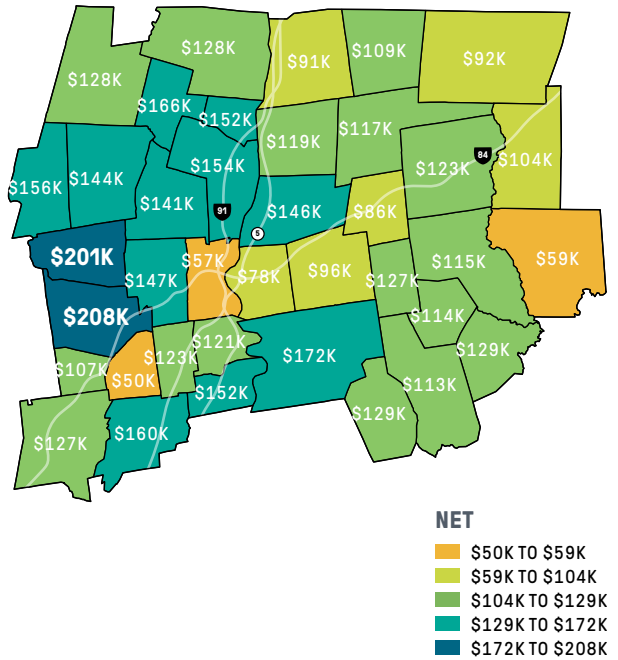 $128K
$128K
$91K
$109K
$92K
$166K
$152K
$119K
$117K
$104K
$123K
84
$156K
$144K
$154K
$141K
91
$146K
$86K
5
$201K
$147K
$57K
$78K
$96K
$127K
$115K
$59K
$208K
$114K
$107K
$50K
$123K
$121K
$172K
$129K
$113K
$152K
$129K
$127K
$160K
NET
$50K TO $59K
$59K TO $104K
$104K TO $129K
$129K TO $172K
$172K TO $208K